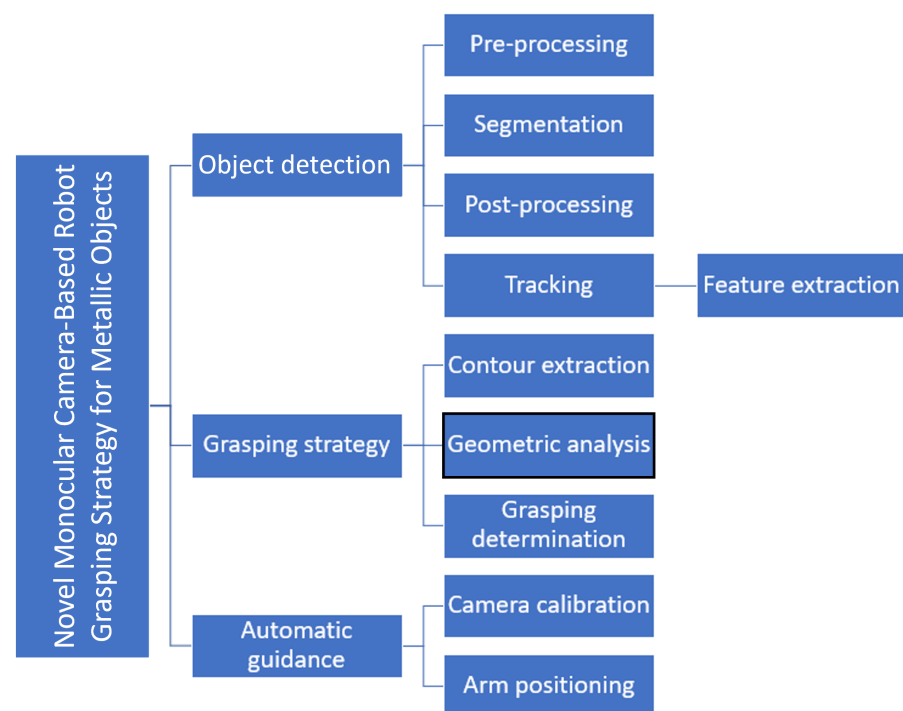 Novel Monocular Camera-Based Robot
Grasping Strategy for Metallic Objects
Object detection
Pre-processing
Segmentation
Post-processing
Tracking
Feature extraction
Grasping strategy
Contour extraction
Geometric analysis
Grasping
determination
Automatic
guidance
Camera calibration
Arm positioning